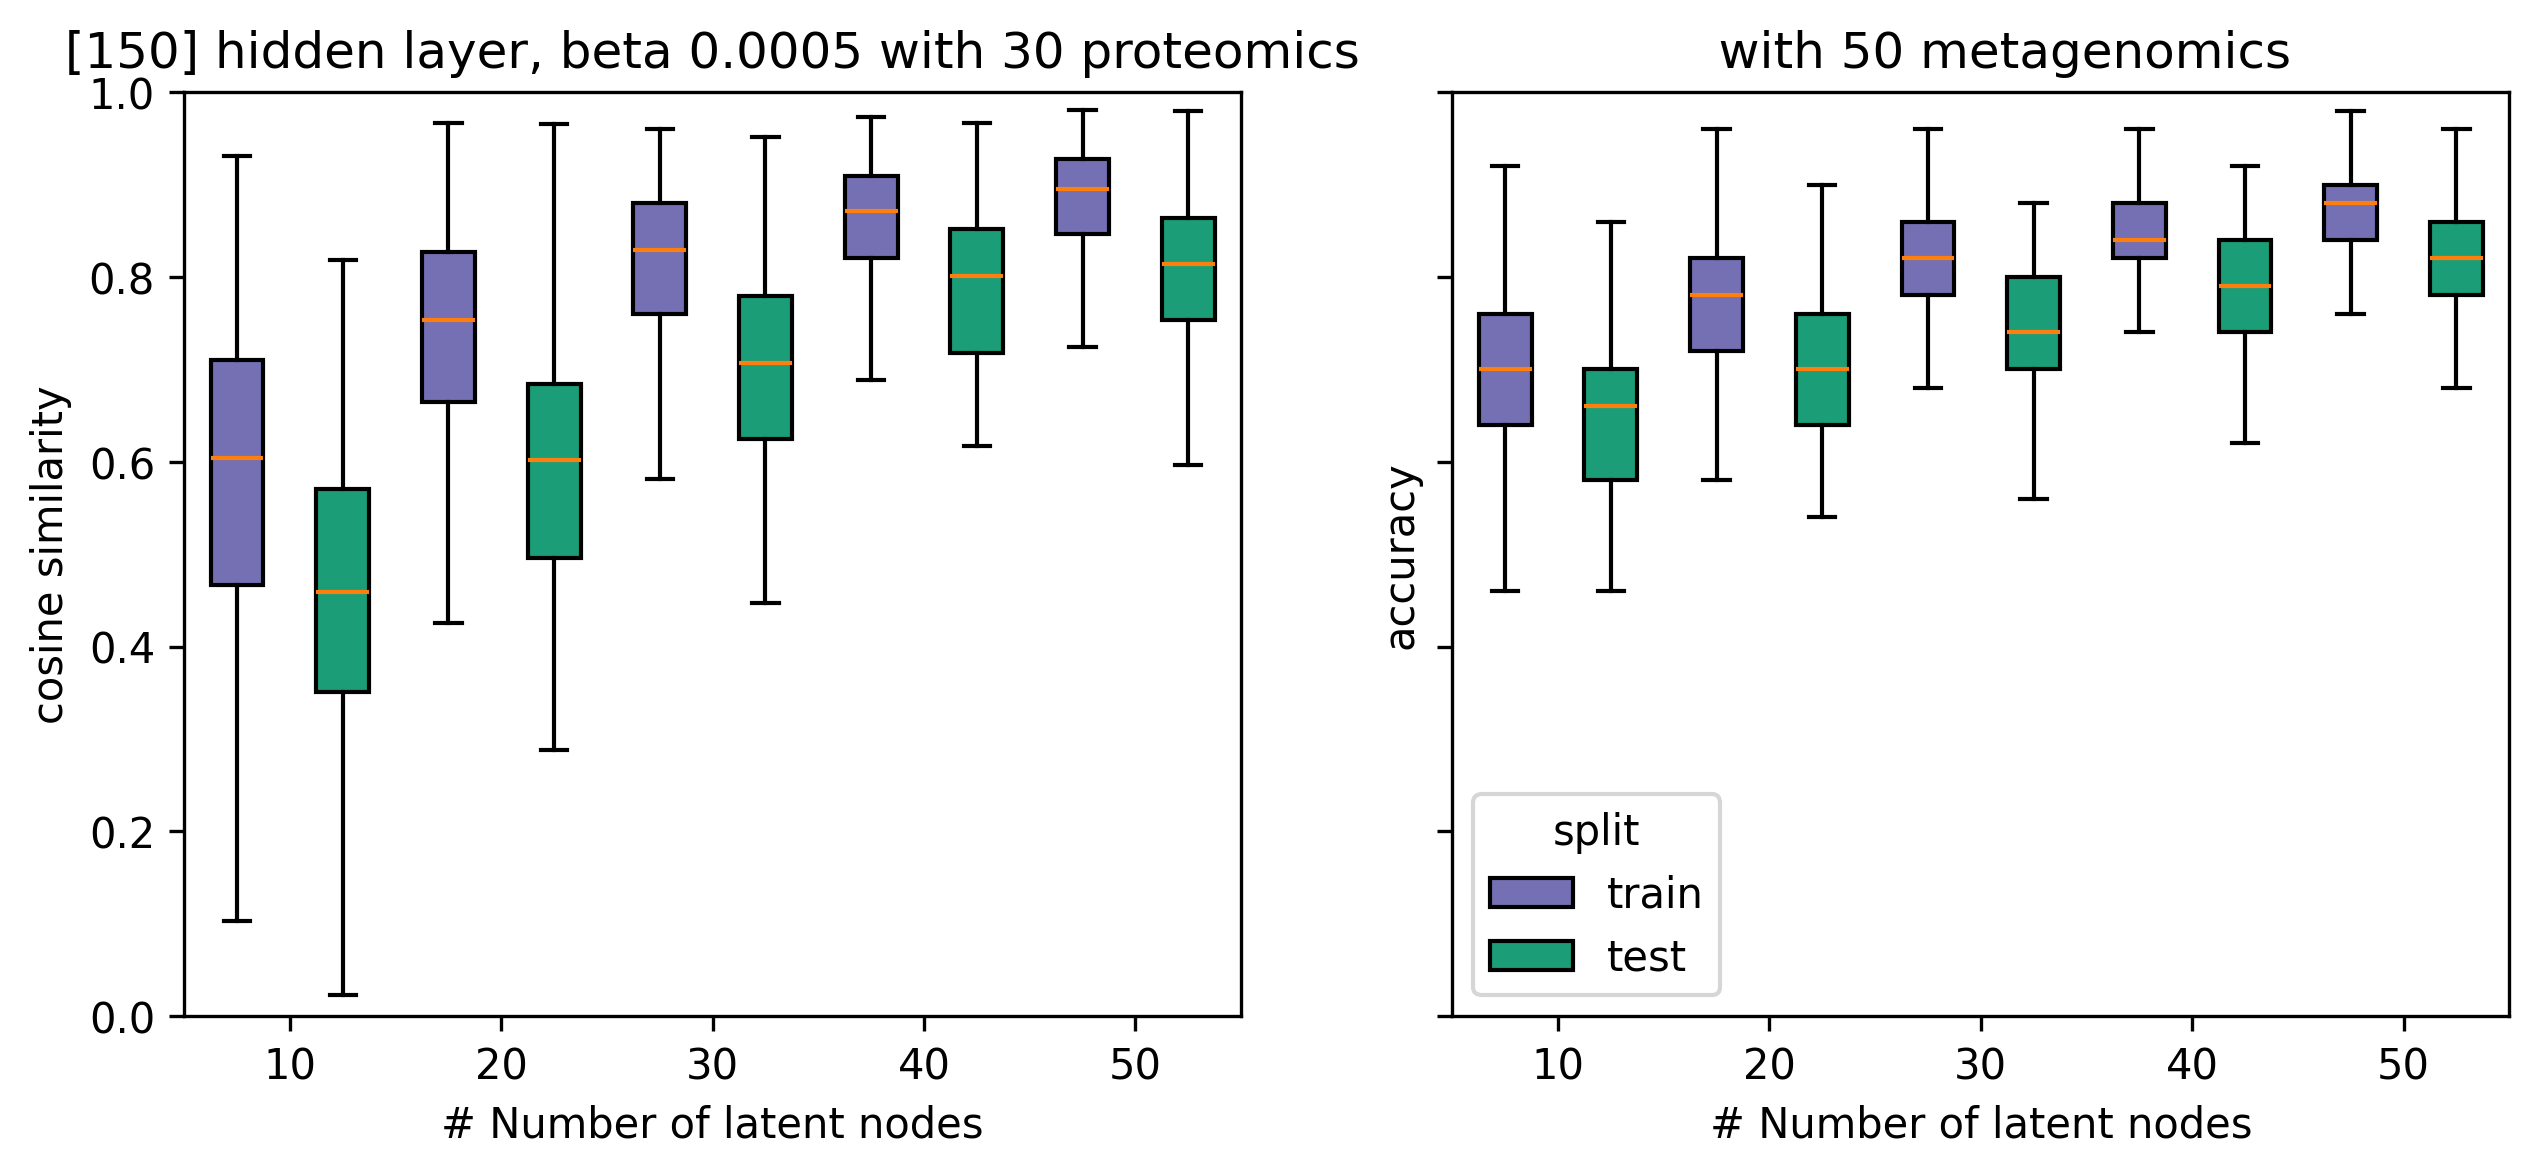 [150] hidden layer, beta 0.0005 with 30 proteomics
1.0
0.8
0.6
0.4
0.2
0.0
cosine similarity
10 20 30 40 50
# Number of latent nodes
with 50 metagenomics
accuracy
split
train
test
10 20 30 40 50
# Number of latent nodes